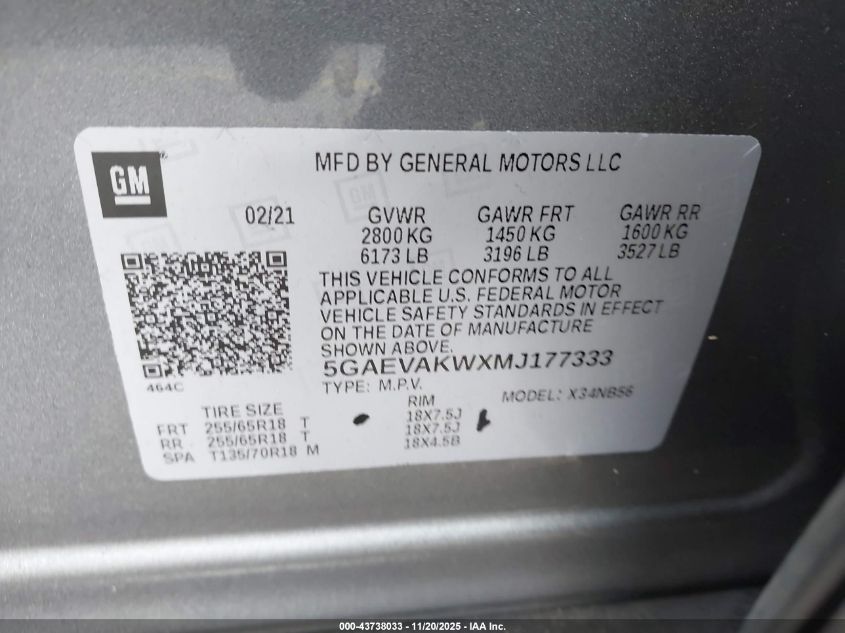 GM
MFD BY GENERAL MOTORS LLC
02/21 GVWR GAWR FRT GAWR RR
2800 KG 1450 KG 1600 KG
6173 LB 3196 LB 3527 LB
THIS VEHICLE CONFORMS TO ALL
APPLICABLE U.S. FEDERAL MOTOR
VEHICLE SAFETY STANDARDS IN EFFECT
ON THE DATE OF MANUFACTURE
SHOWN ABOVE.
5GAEVAKWXMJ177333
464C
TYPE: M.P.V. MODEL: X34NB56
TIRE SIZE RIM
FRT 255/65R18 T 18X7.5J
RR 255/65R18 T 18X7.5J
SPA T135/70R18 M 18X4.5B
000-43738033 - 11/20/2025 - IAA Inc.